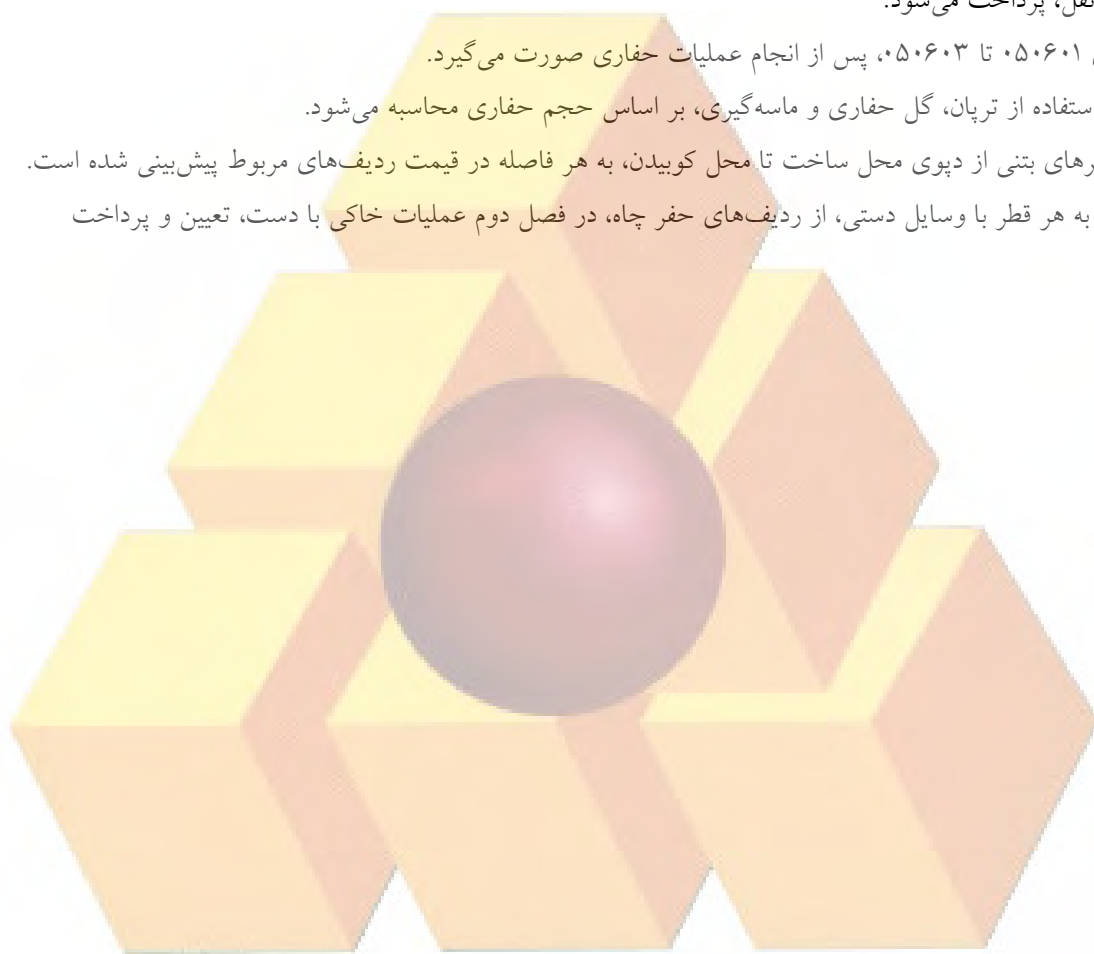 نقل، پرداخت می‌شود.
۰۵۰۶۰۱ تا ۰۵۰۶۰۳، پس از انجام عملیات حفاری صورت می‌گیرد.
ستفاده از ترپان، گل حفاری و ماسه‌گیری، بر اساس حجم حفاری محاسبه می‌شود.
رهای بتنی از دپوی محل ساخت تا محل کوبیدن، به هر فاصله در قیمت ردیف‌های مربوط پیش‌بینی شده است.
به هر قطر با وسایل دستی، از ردیف‌های حفر چاه، در فصل دوم عملیات خاکی با دست، تعیین و پرداخت